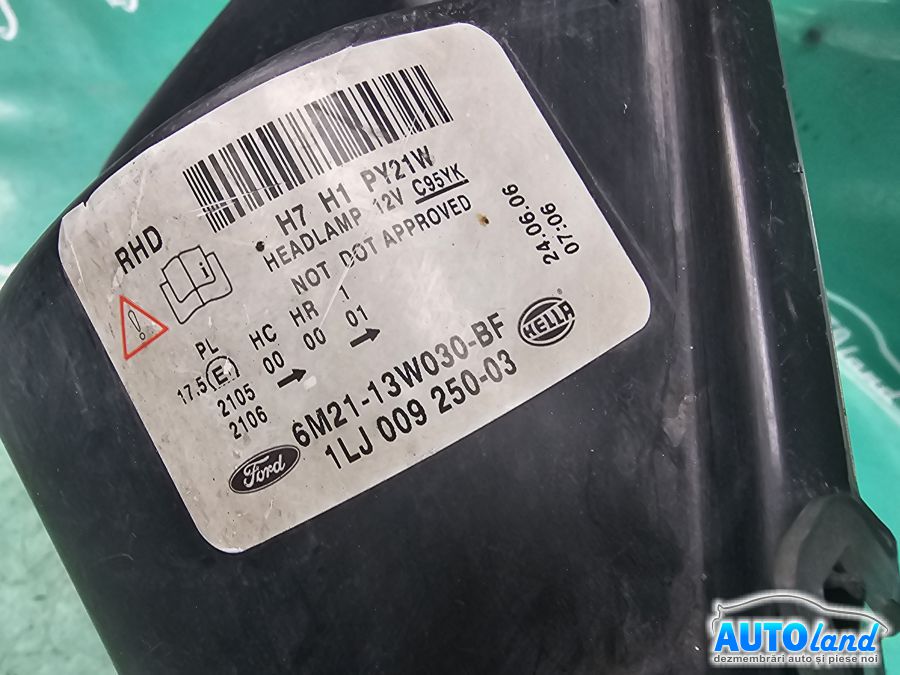 RHD
H7 H1 PY21W
HEADLAMP 12V C95YK
NOT DOT APPROVED
24.06.06
07:06
PL HC HR 1
17.5 E1 00 00 01
2105
2106
6M21-13W030-BF
1LJ 009 250-03
Ford
HELLA
AUTOland
dezmembrări auto și piese noi